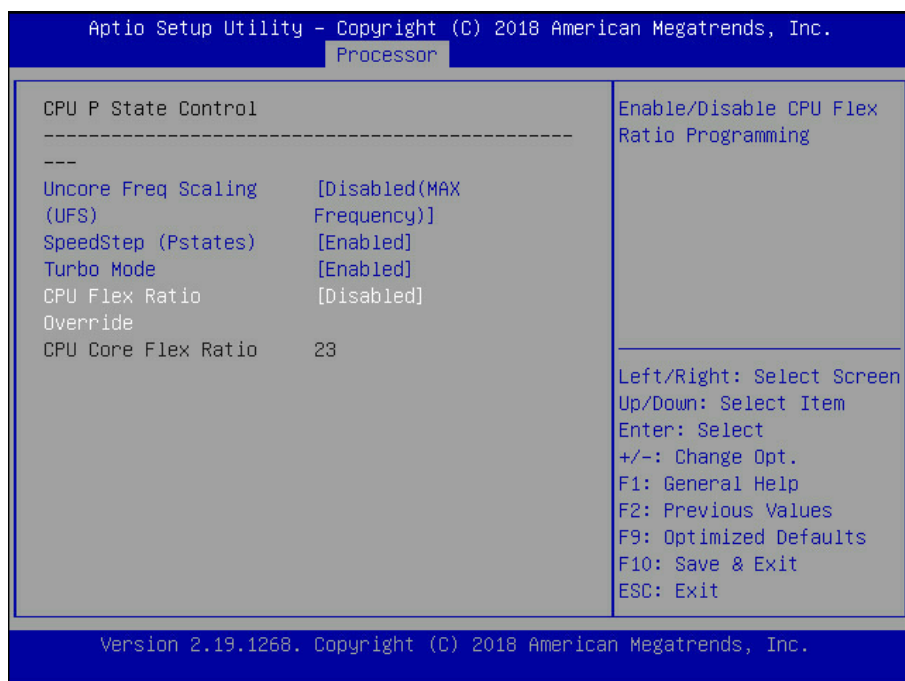 Aptio Setup Utility – Copyright (C) 2018 American Megatrends, Inc.
Processor
CPU P State Control
-----------------------------------------------
---
Uncore Freq Scaling [Disabled(MAX
(UFS) Frequency)]
SpeedStep (Pstates) [Enabled]
Turbo Mode [Enabled]
CPU Flex Ratio [Disabled]
Override
CPU Core Flex Ratio 23
Enable/Disable CPU Flex
Ratio Programming
Left/Right: Select Screen
Up/Down: Select Item
Enter: Select
+/-: Change Opt.
F1: General Help
F2: Previous Values
F9: Optimized Defaults
F10: Save & Exit
ESC: Exit
Version 2.19.1268. Copyright (C) 2018 American Megatrends, Inc.